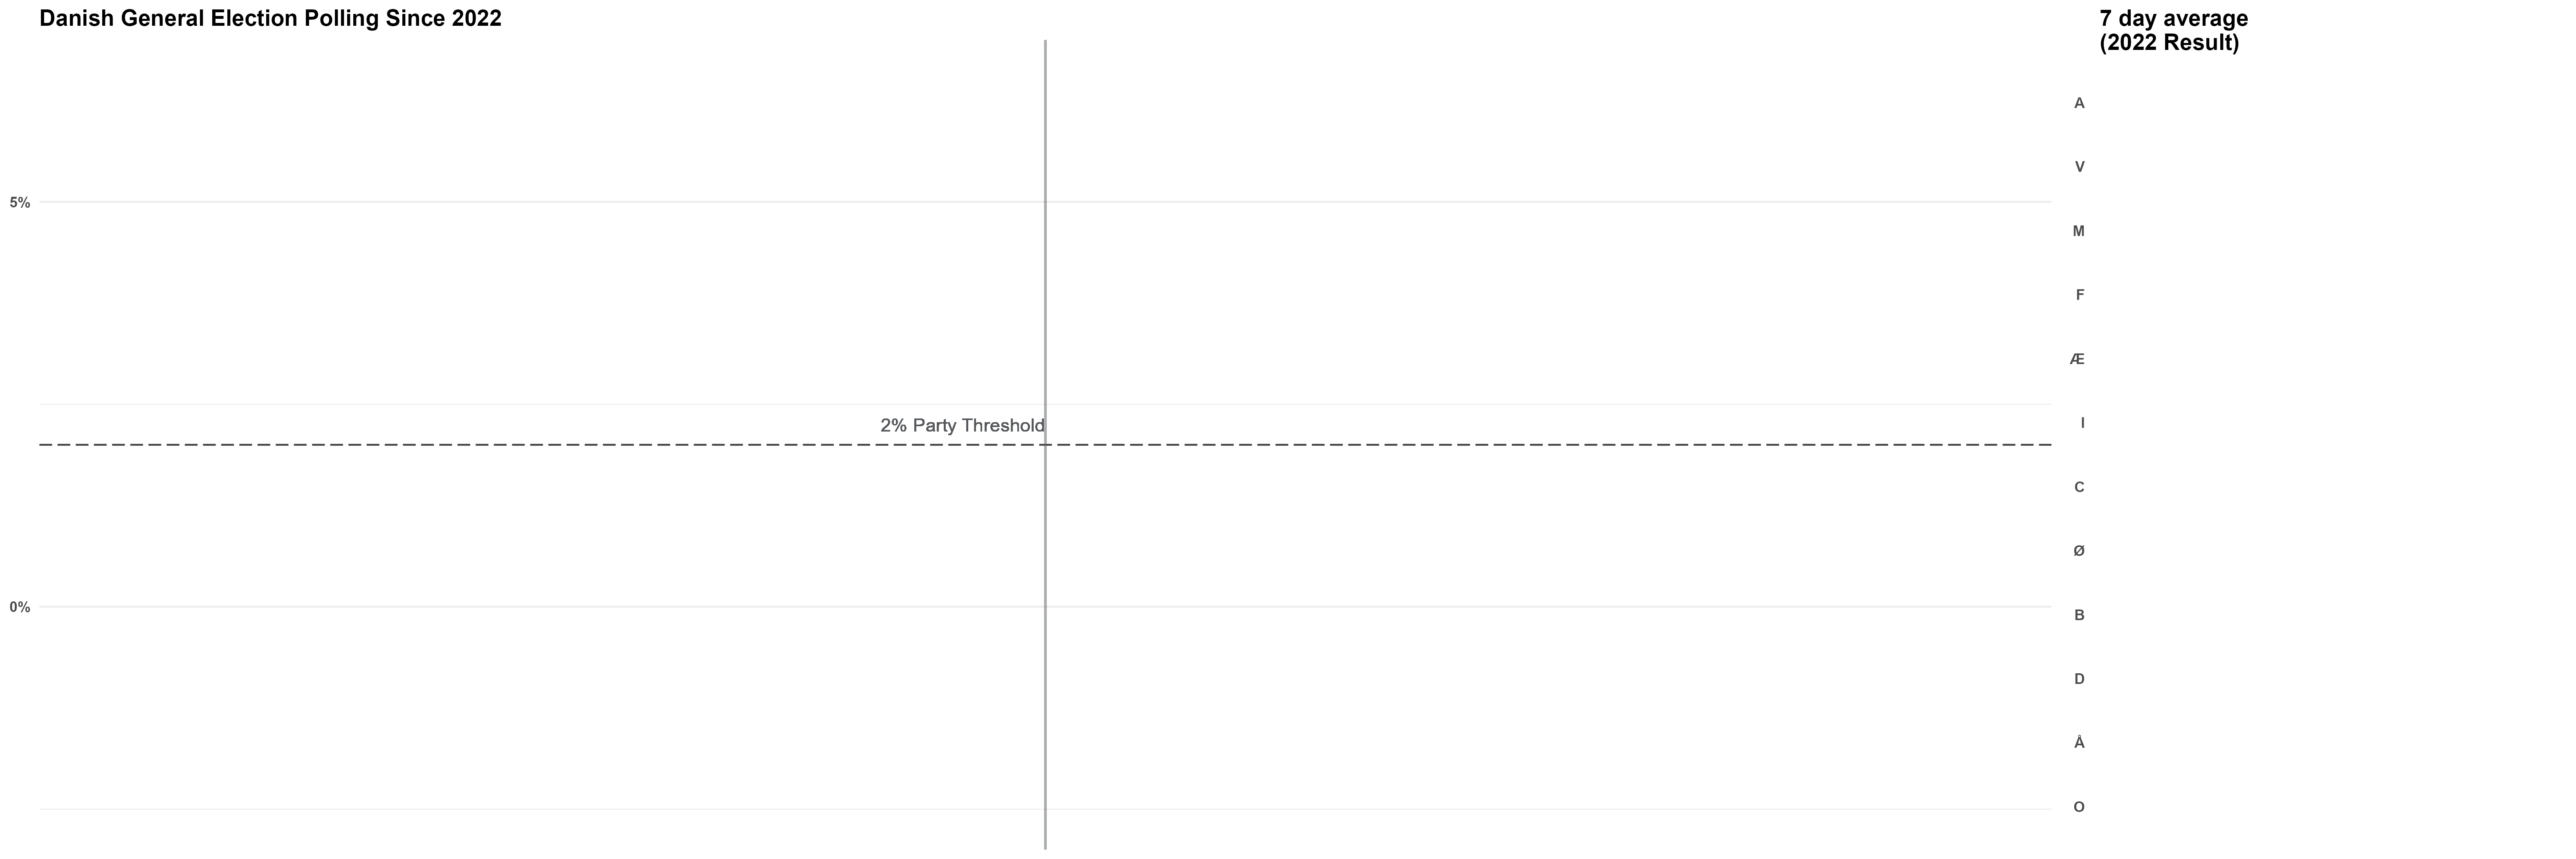 Danish General Election Polling Since 2022
7 day average
(2022 Result)
5%
2% Party Threshold
0%
A
V
M
F
Æ
I
C
Ø
B
D
Å
O